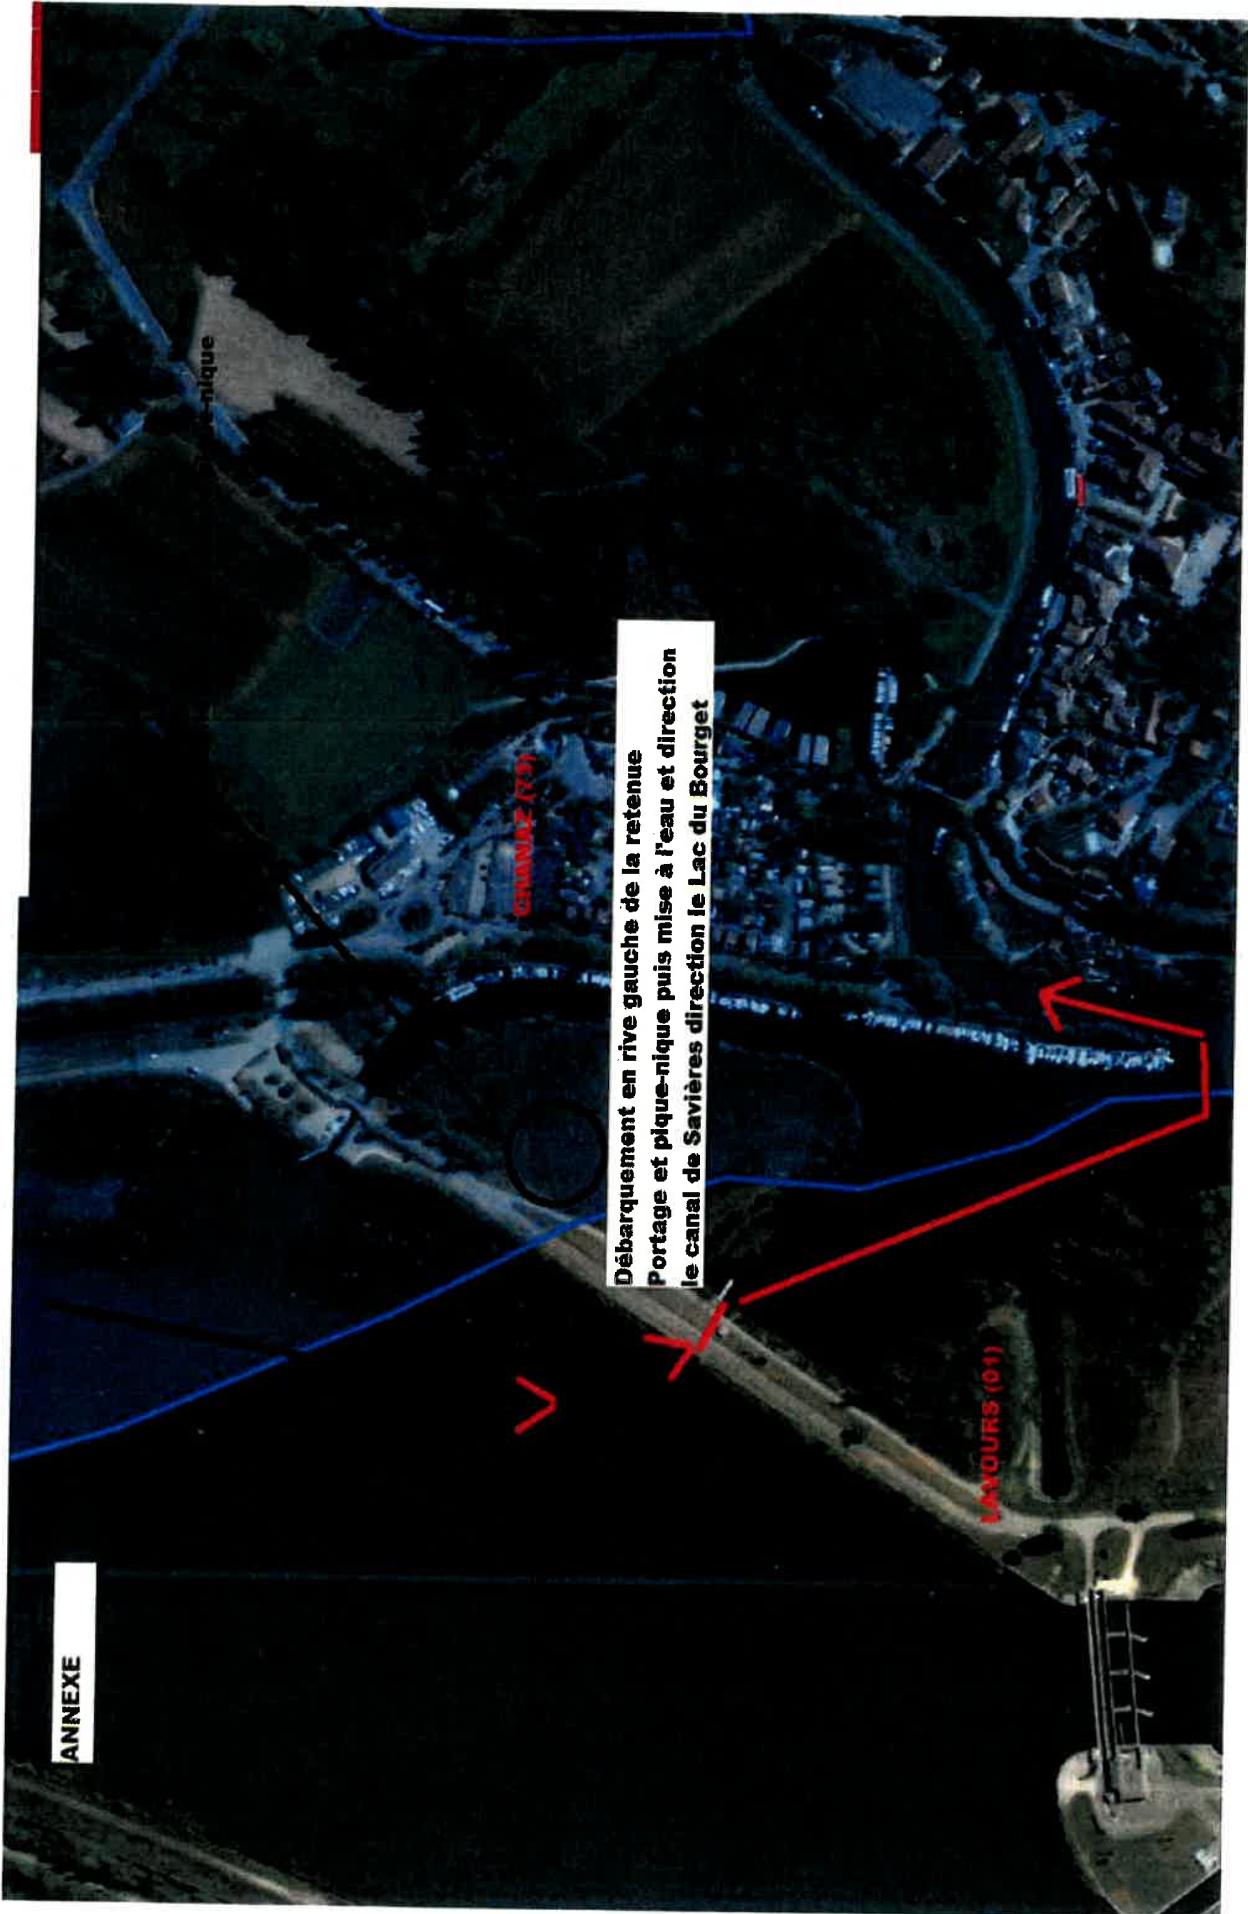 ANNEXE
-nique
CHANAZ (73)
Débarquement en rive gauche de la retenue
Portage et pique-nique puis mise à l'eau et direction
le canal de Savières direction le Lac du Bourget
LAVOURS (01)